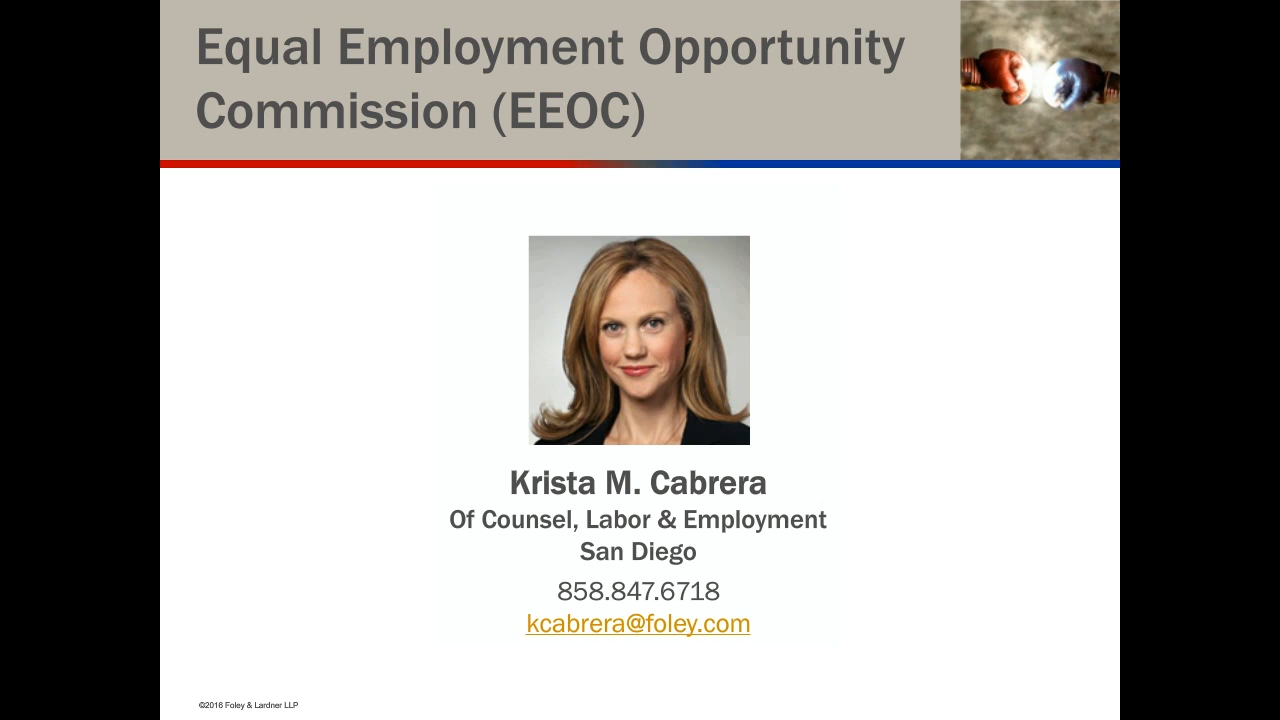 Equal Employment Opportunity
Commission (EEOC)
Krista M. Cabrera
Of Counsel, Labor & Employment
San Diego
858.847.6718
kcabrera@foley.com
©2016 Foley & Lardner LLP